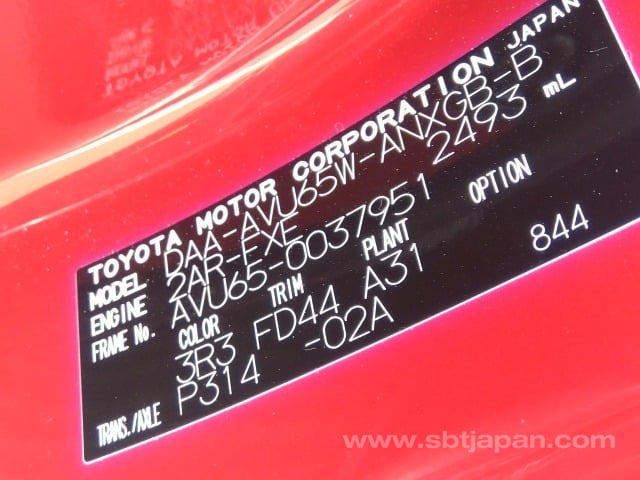 TOYOTA MOTOR CORPORATION JAPAN
MODEL DAA-AVU65W-ANXGB-B
ENGINE 2AR-FXE 2493 mL
FRAME No. AVU65-0037951
COLOR TRIM PLANT OPTION
3R3 FD44 A31 844
TRANS./AXLE P314 -02A
www.sbtjapan.com